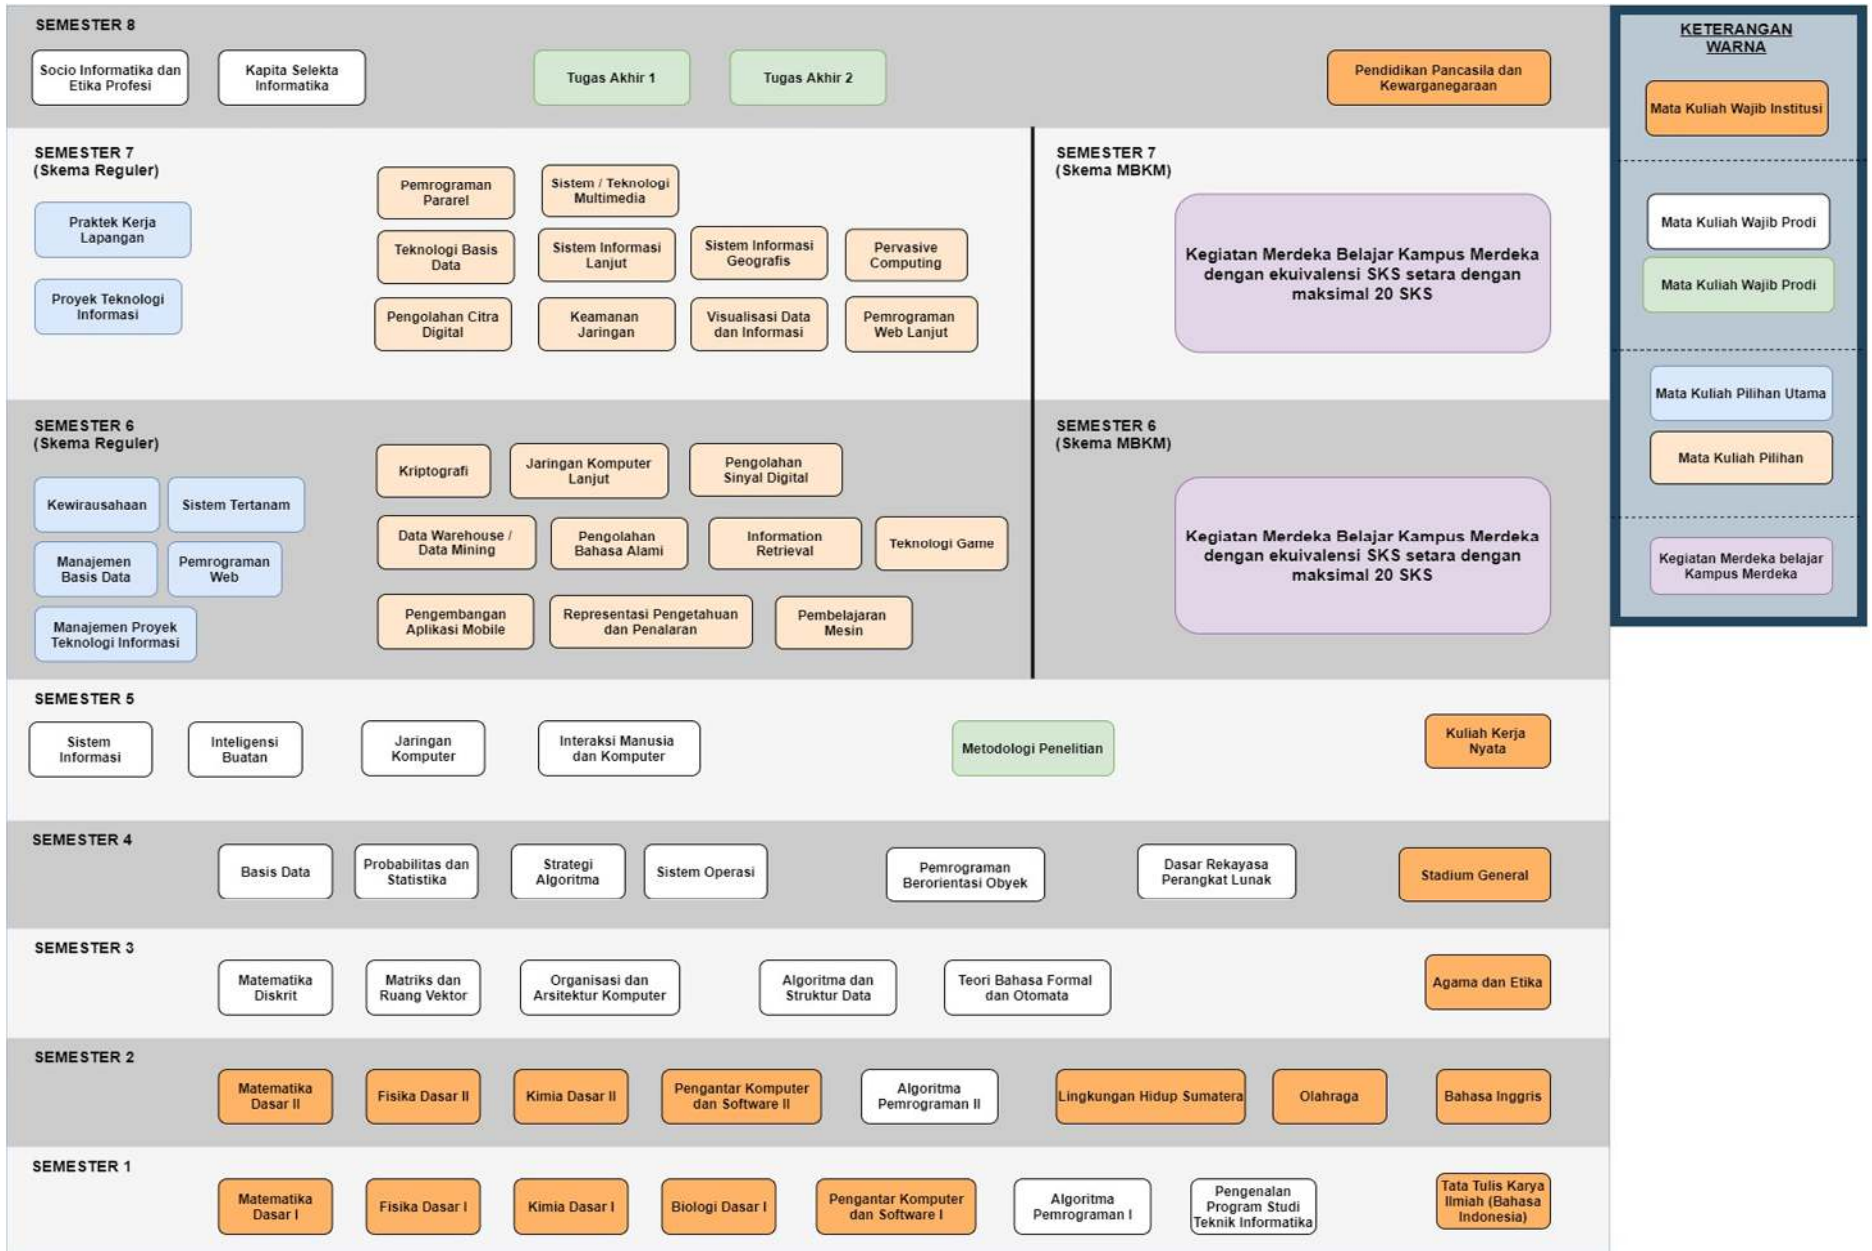 SEMESTER 8
Socio Informatika dan
Etika Profesi
Kapita Selekta
Informatika
Tugas Akhir 1
Tugas Akhir 2
Pendidikan Pancasila dan
Kewarganegaraan
SEMESTER 7
(Skema Reguler)
Praktek Kerja
Lapangan
Proyek Teknologi
Informasi
Pemrograman
Pararel
Sistem / Teknologi
Multimedia
Teknologi Basis
Data
Sistem Informasi
Lanjut
Sistem Informasi
Geografis
Pervasive
Computing
Pengolahan Citra
Digital
Keamanan
Jaringan
Visualisasi Data
dan Informasi
Pemrograman
Web Lanjut
SEMESTER 7
(Skema MBKM)
Kegiatan Merdeka Belajar Kampus Merdeka
dengan ekuivalensi SKS setara dengan
maksimal 20 SKS
SEMESTER 6
(Skema Reguler)
Kewirausahaan
Sistem Tertanam
Manajemen
Basis Data
Pemrograman
Web
Manajemen Proyek
Teknologi Informasi
Kriptografi
Jaringan Komputer
Lanjut
Pengolahan
Sinyal Digital
Data Warehouse /
Data Mining
Pengolahan
Bahasa Alami
Information
Retrieval
Teknologi Game
Pengembangan
Aplikasi Mobile
Representasi Pengetahuan
dan Penalaran
Pembelajaran
Mesin
SEMESTER 6
(Skema MBKM)
Kegiatan Merdeka Belajar Kampus Merdeka
dengan ekuivalensi SKS setara dengan
maksimal 20 SKS
SEMESTER 5
Sistem
Informasi
Inteligensi
Buatan
Jaringan
Komputer
Interaksi Manusia
dan Komputer
Metodologi Penelitian
Kuliah Kerja
Nyata
SEMESTER 4
Basis Data
Probabilitas dan
Statistika
Strategi
Algoritma
Sistem Operasi
Pemrograman
Berorientasi Obyek
Dasar Rekayasa
Perangkat Lunak
Stadium General
SEMESTER 3
Matematika
Diskrit
Matriks dan
Ruang Vektor
Organisasi dan
Arsitektur Komputer
Algoritma dan
Struktur Data
Teori Bahasa Formal
dan Otomata
Agama dan Etika
SEMESTER 2
Matematika
Dasar II
Fisika Dasar II
Kimia Dasar II
Pengantar Komputer
dan Software II
Algoritma
Pemrograman II
Lingkungan Hidup Sumatera
Olahraga
Bahasa Inggris
SEMESTER 1
Matematika
Dasar I
Fisika Dasar I
Kimia Dasar I
Biologi Dasar I
Pengantar Komputer
dan Software I
Algoritma
Pemrograman I
Pengenalan
Program Studi
Teknik Informatika
Tata Tulis Karya
Ilmiah (Bahasa
Indonesia)
KETERANGAN
WARNA
Mata Kuliah Wajib Institusi
Mata Kuliah Wajib Prodi
Mata Kuliah Wajib Prodi
Mata Kuliah Pilihan Utama
Mata Kuliah Pilihan
Kegiatan Merdeka belajar
Kampus Merdeka